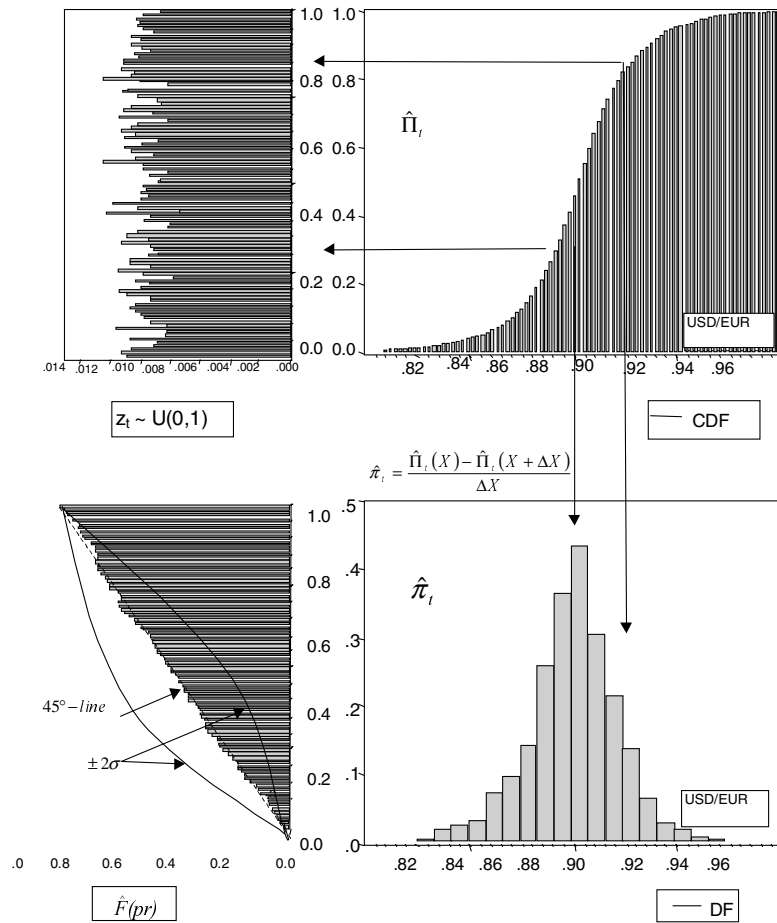 1.0 1.0
0.8 0.8
0.6 0.6
0.4 0.4
0.2 0.2
0.0 0.0
Π̂t
USD/EUR
.014 .012 .010 .008 .006 .004 .002 .000
.82 .84 .86 .88 .90 .92 .94 .96
zt ~ U(0,1)
CDF
π̂t = Π̂t(X) − Π̂t(X + ΔX)
ΔX
1.0
0.8
0.6
0.4
0.2
0.0
45° – line
± 2σ
.5
.4
.3
.2
.1
.0
π̂t
USD/EUR
.0 0.8 0.6 0.4 0.2 0.0
.82 .84 .86 .88 .90 .92 .94 .96
F̂(pr)
DF